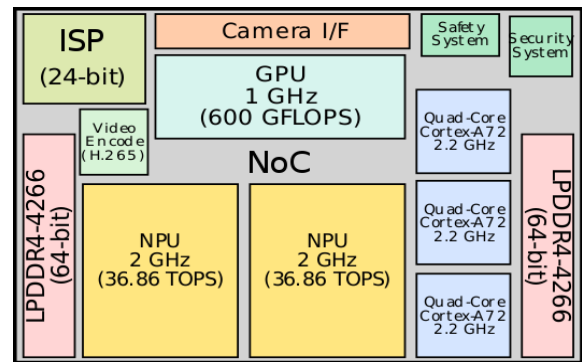 ISP
(24-bit)
Camera I/F
Safety
System
Security
System
GPU
1 GHz
(600 GFLOPS)
Video
Encode
(H.265)
Quad-Core
Cortex-A72
2.2 GHz
NoC
LPDDR4-4266
(64-bit)
NPU
2 GHz
(36.86 TOPS)
NPU
2 GHz
(36.86 TOPS)
Quad-Core
Cortex-A72
2.2 GHz
Quad-Core
Cortex-A72
2.2 GHz
LPDDR4-4266
(64-bit)